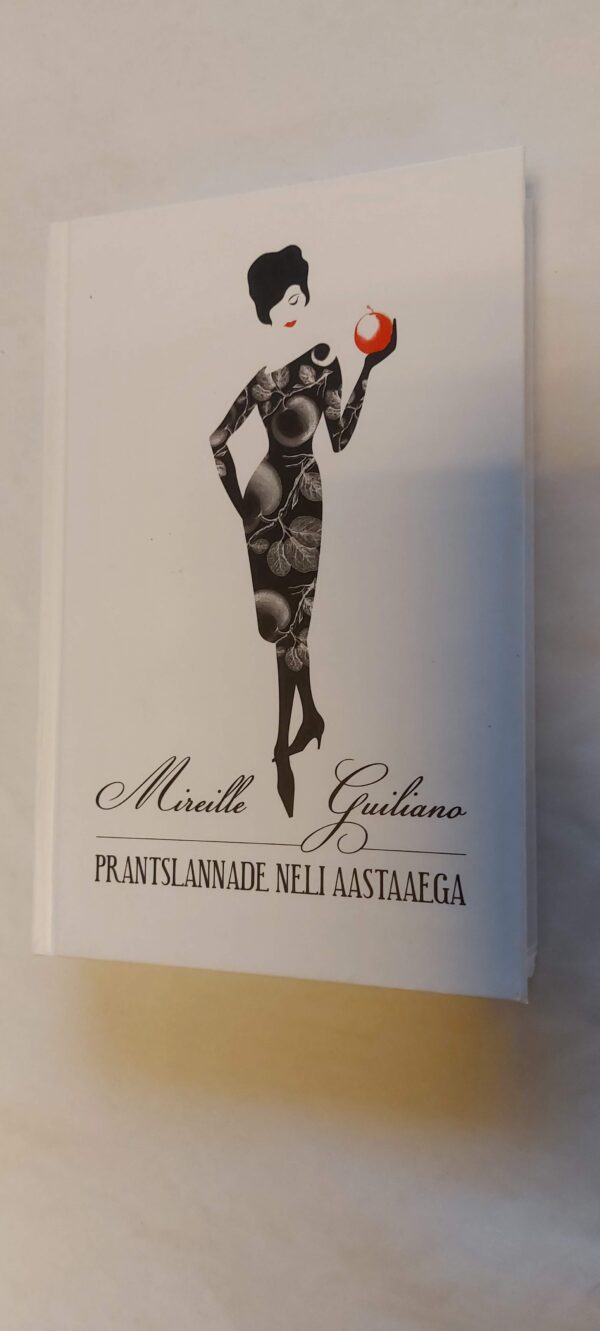 Mireille Guiliano
PRANTSLANNADE NELI AASTAAEGA